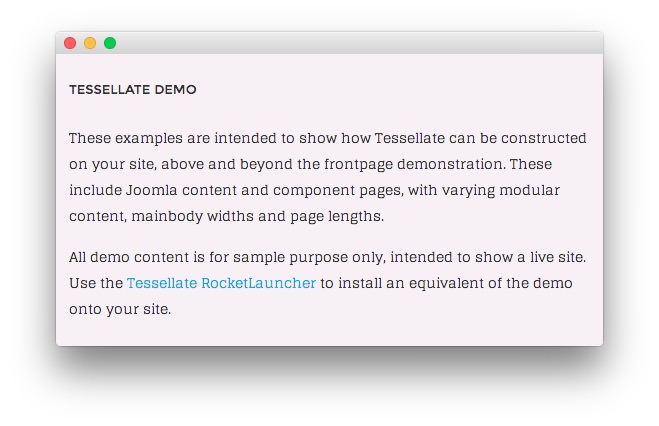 TESSELLATE DEMO
These examples are intended to show how Tessellate can be constructed
on your site, above and beyond the frontpage demonstration. These
include Joomla content and component pages, with varying modular
content, mainbody widths and page lengths.
All demo content is for sample purpose only, intended to show a live site.
Use the Tessellate RocketLauncher to install an equivalent of the demo
onto your site.